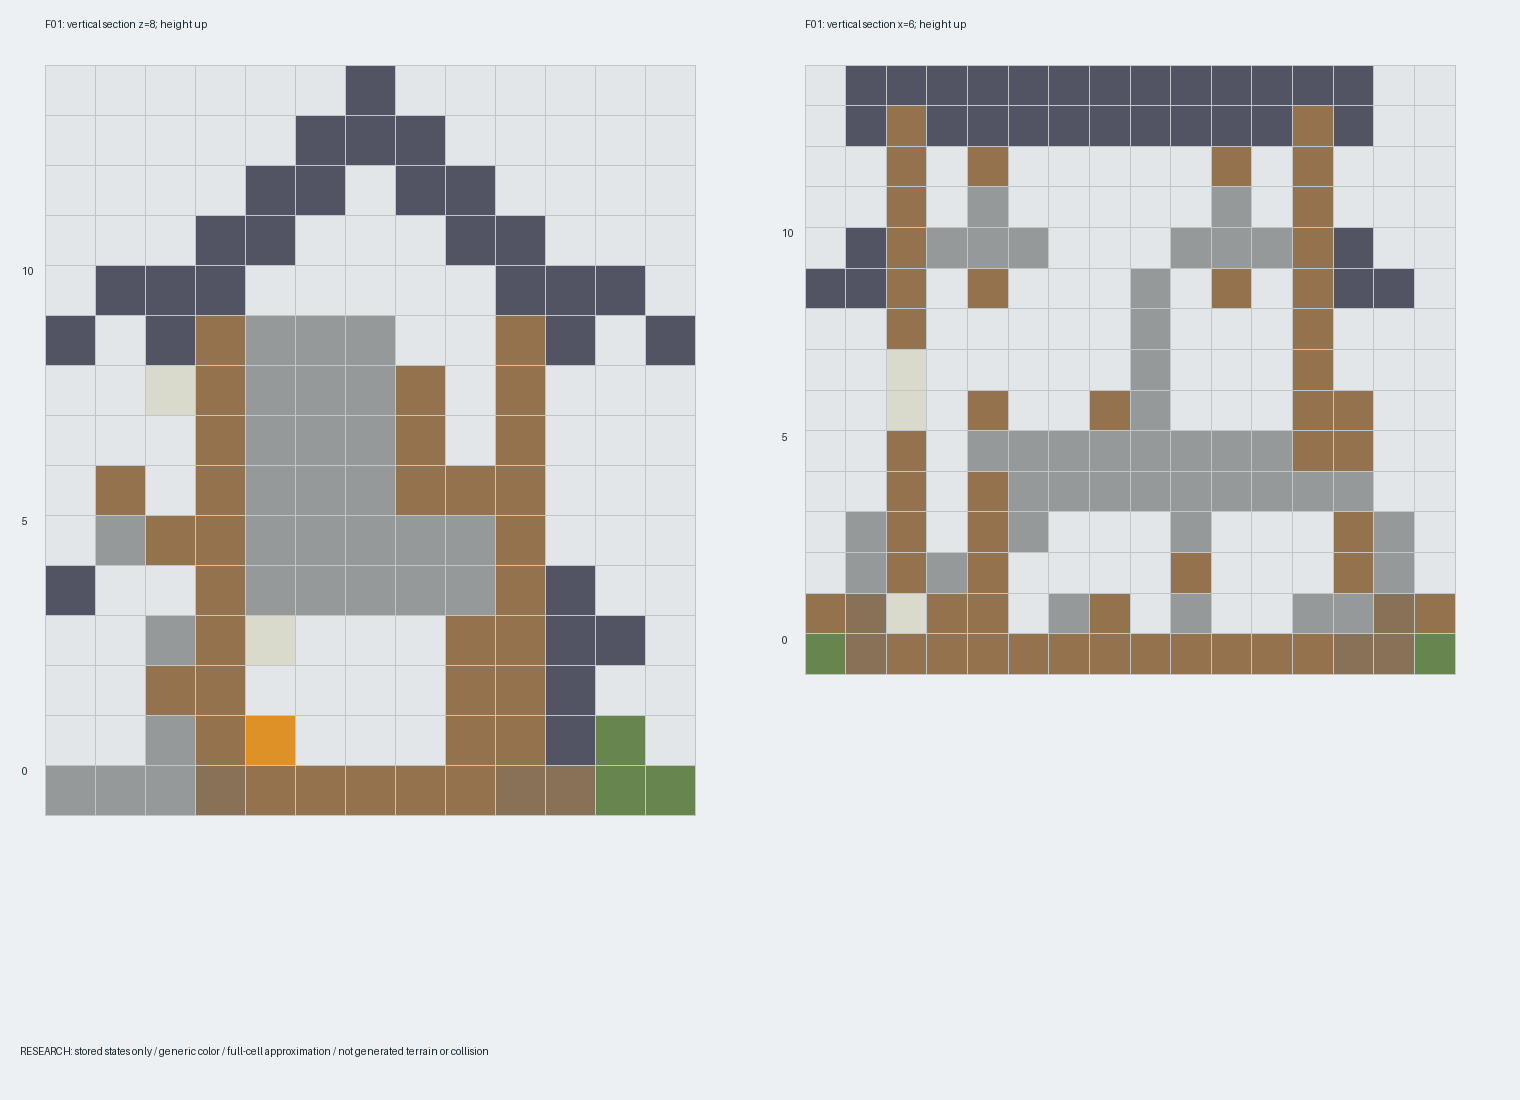 F01: vertical section z=8; height up
F01: vertical section x=6; height up
10
5
0
10
5
0
RESEARCH: stored states only / generic color / full-cell approximation / not generated terrain or collision